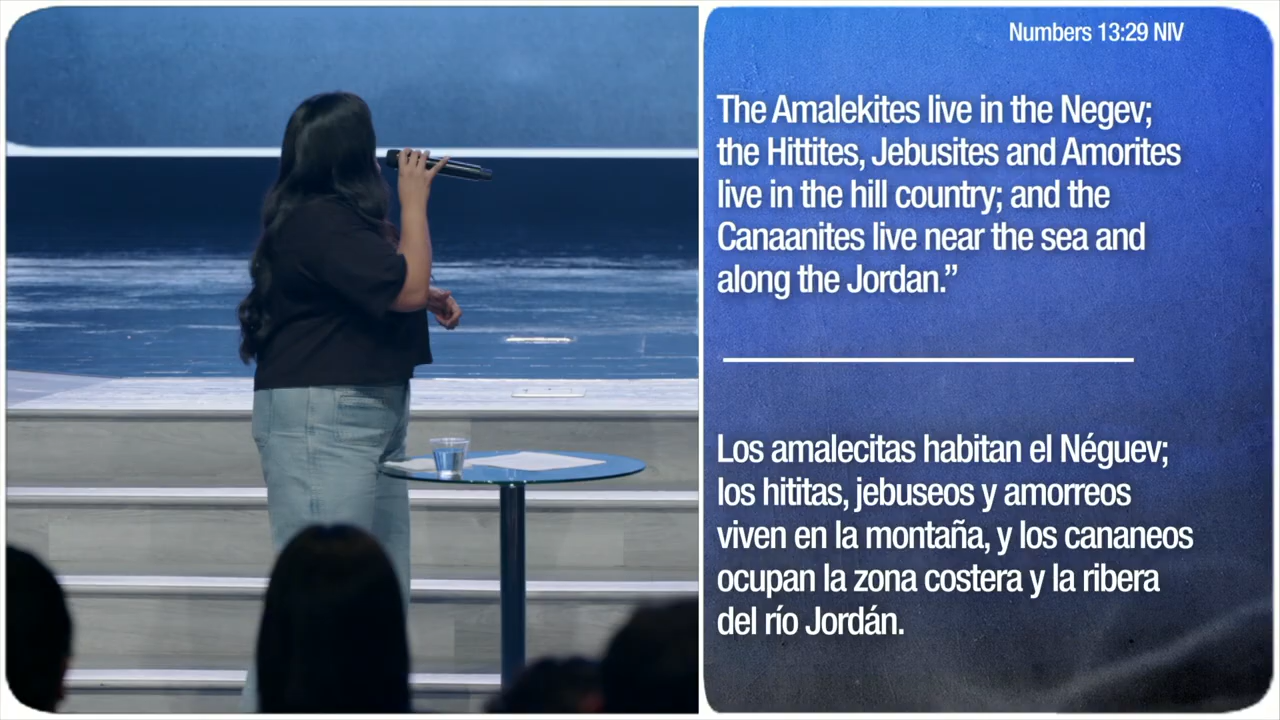 Numbers 13:29 NIV
The Amalekites live in the Negev;
the Hittites, Jebusites and Amorites
live in the hill country; and the
Canaanites live near the sea and
along the Jordan.”
Los amalecitas habitan el Néguev;
los hititas, jebuseos y amorreos
viven en la montaña, y los cananeos
ocupan la zona costera y la ribera
del río Jordán.